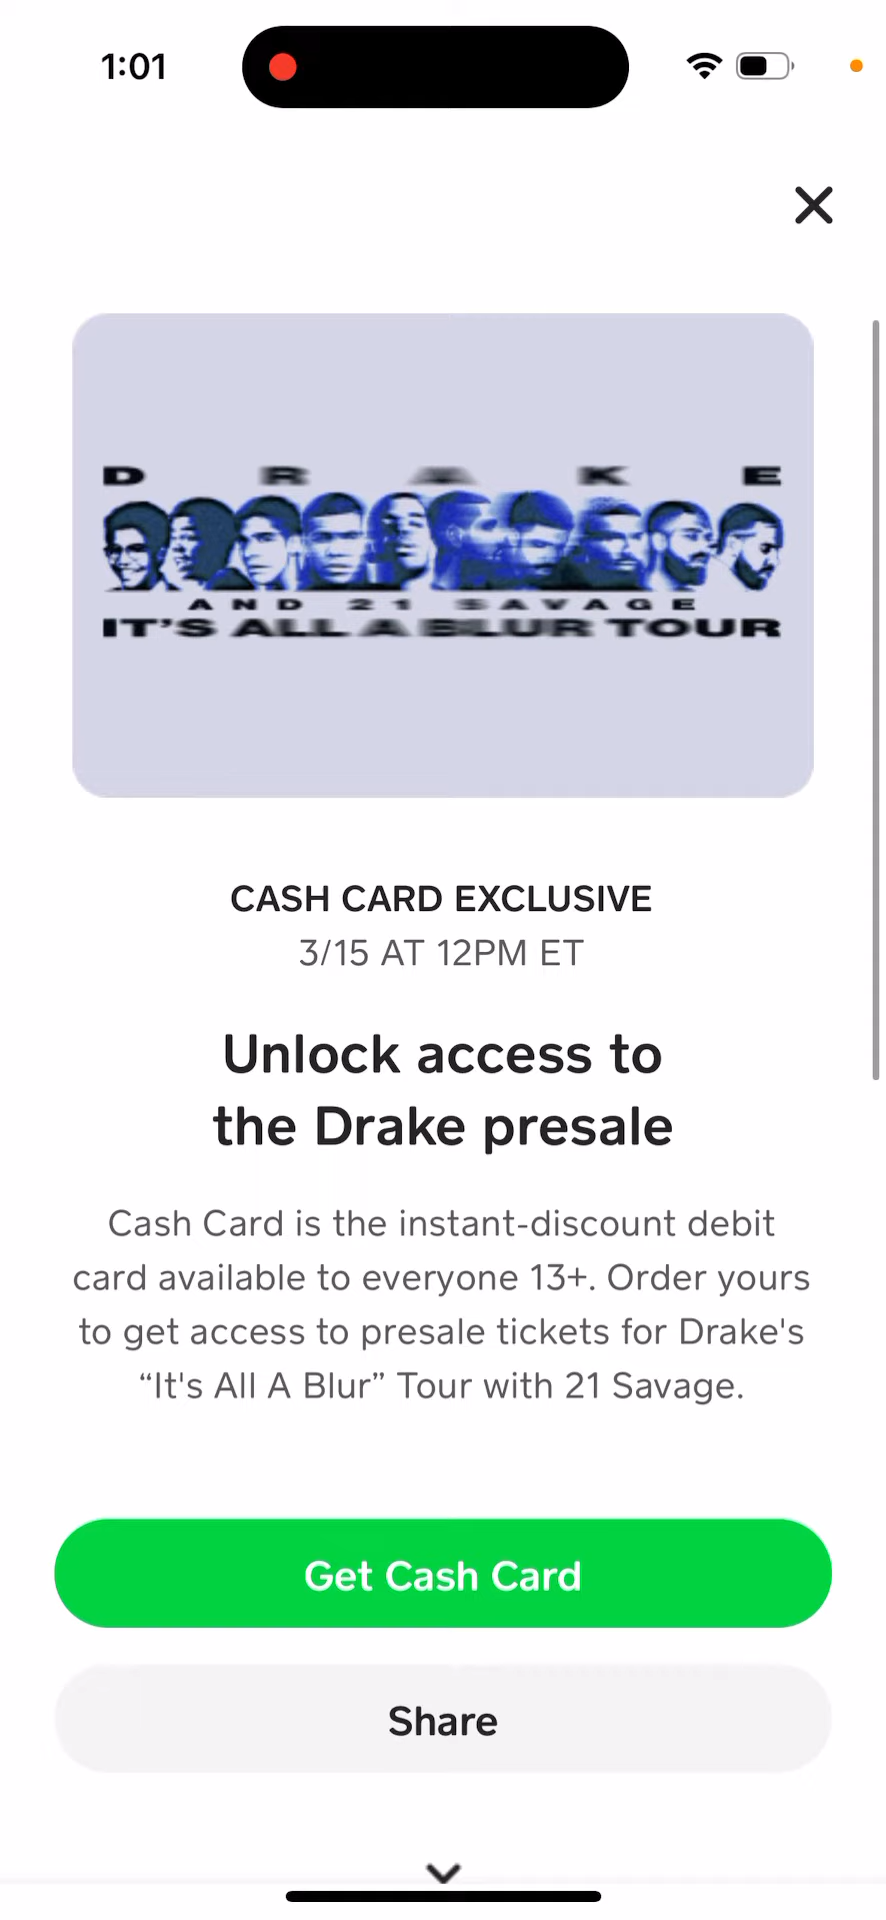 1:01
D R A K E
AND 21 SAVAGE
IT'S ALL A BLUR TOUR
CASH CARD EXCLUSIVE
3/15 AT 12PM ET
Unlock access to
the Drake presale
Cash Card is the instant-discount debit
card available to everyone 13+. Order yours
to get access to presale tickets for Drake's
“It's All A Blur” Tour with 21 Savage.
Get Cash Card
Share